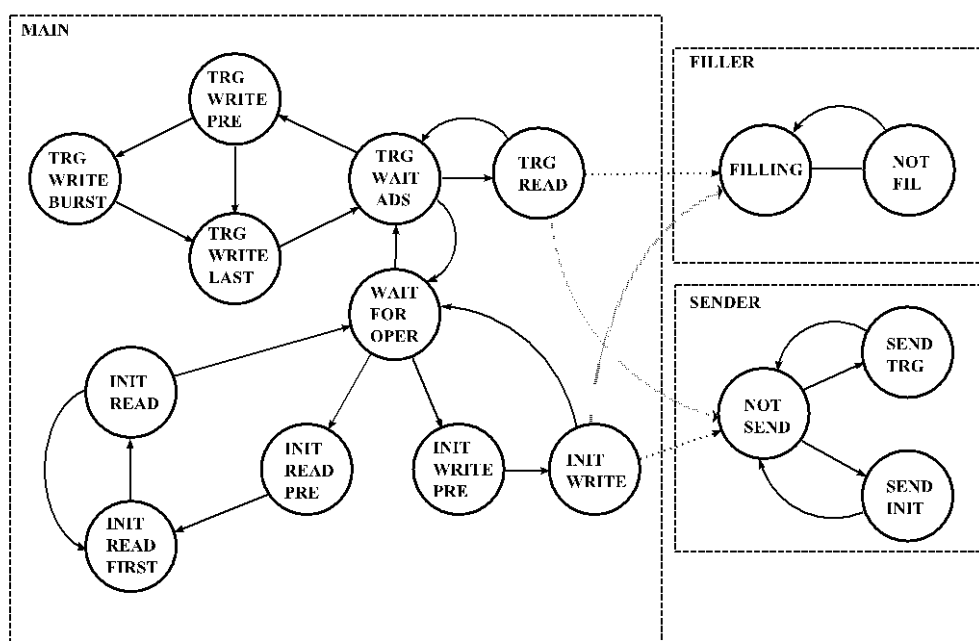 MAIN
TRG
WRITE
PRE
TRG
WRITE
BURST
TRG
WRITE
LAST
TRG
WAIT
ADS
TRG
READ
WAIT
FOR
OPER
INIT
READ
INIT
READ
PRE
INIT
WRITE
PRE
INIT
WRITE
INIT
READ
FIRST
FILLER
FILLING
NOT
FIL
SENDER
SEND
TRG
NOT
SEND
SEND
INIT